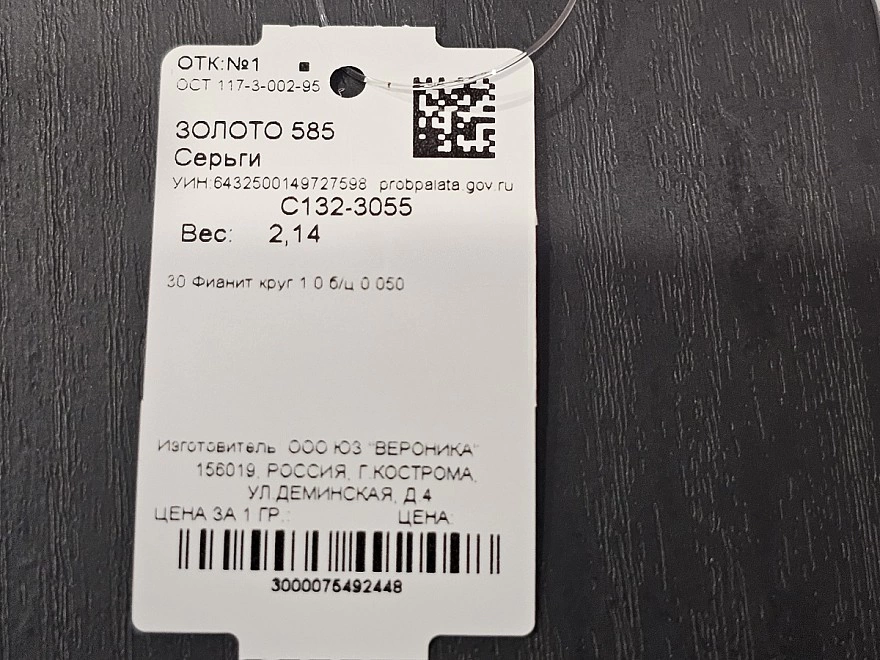 ОТК:№1
ОСТ 117-3-002-95
ЗОЛОТО 585
Серьги
УИН:6432500149727598 probpalata.gov.ru
С132-3055
Вес: 2,14
30 Фианит круг 1 0 б/ц 0 050
Изготовитель ООО ЮЗ "ВЕРОНИКА"
156019, РОССИЯ, Г.КОСТРОМА,
УЛ.ДЕМИНСКАЯ, Д 4
ЦЕНА ЗА 1 ГР.: ЦЕНА:
3000075492448